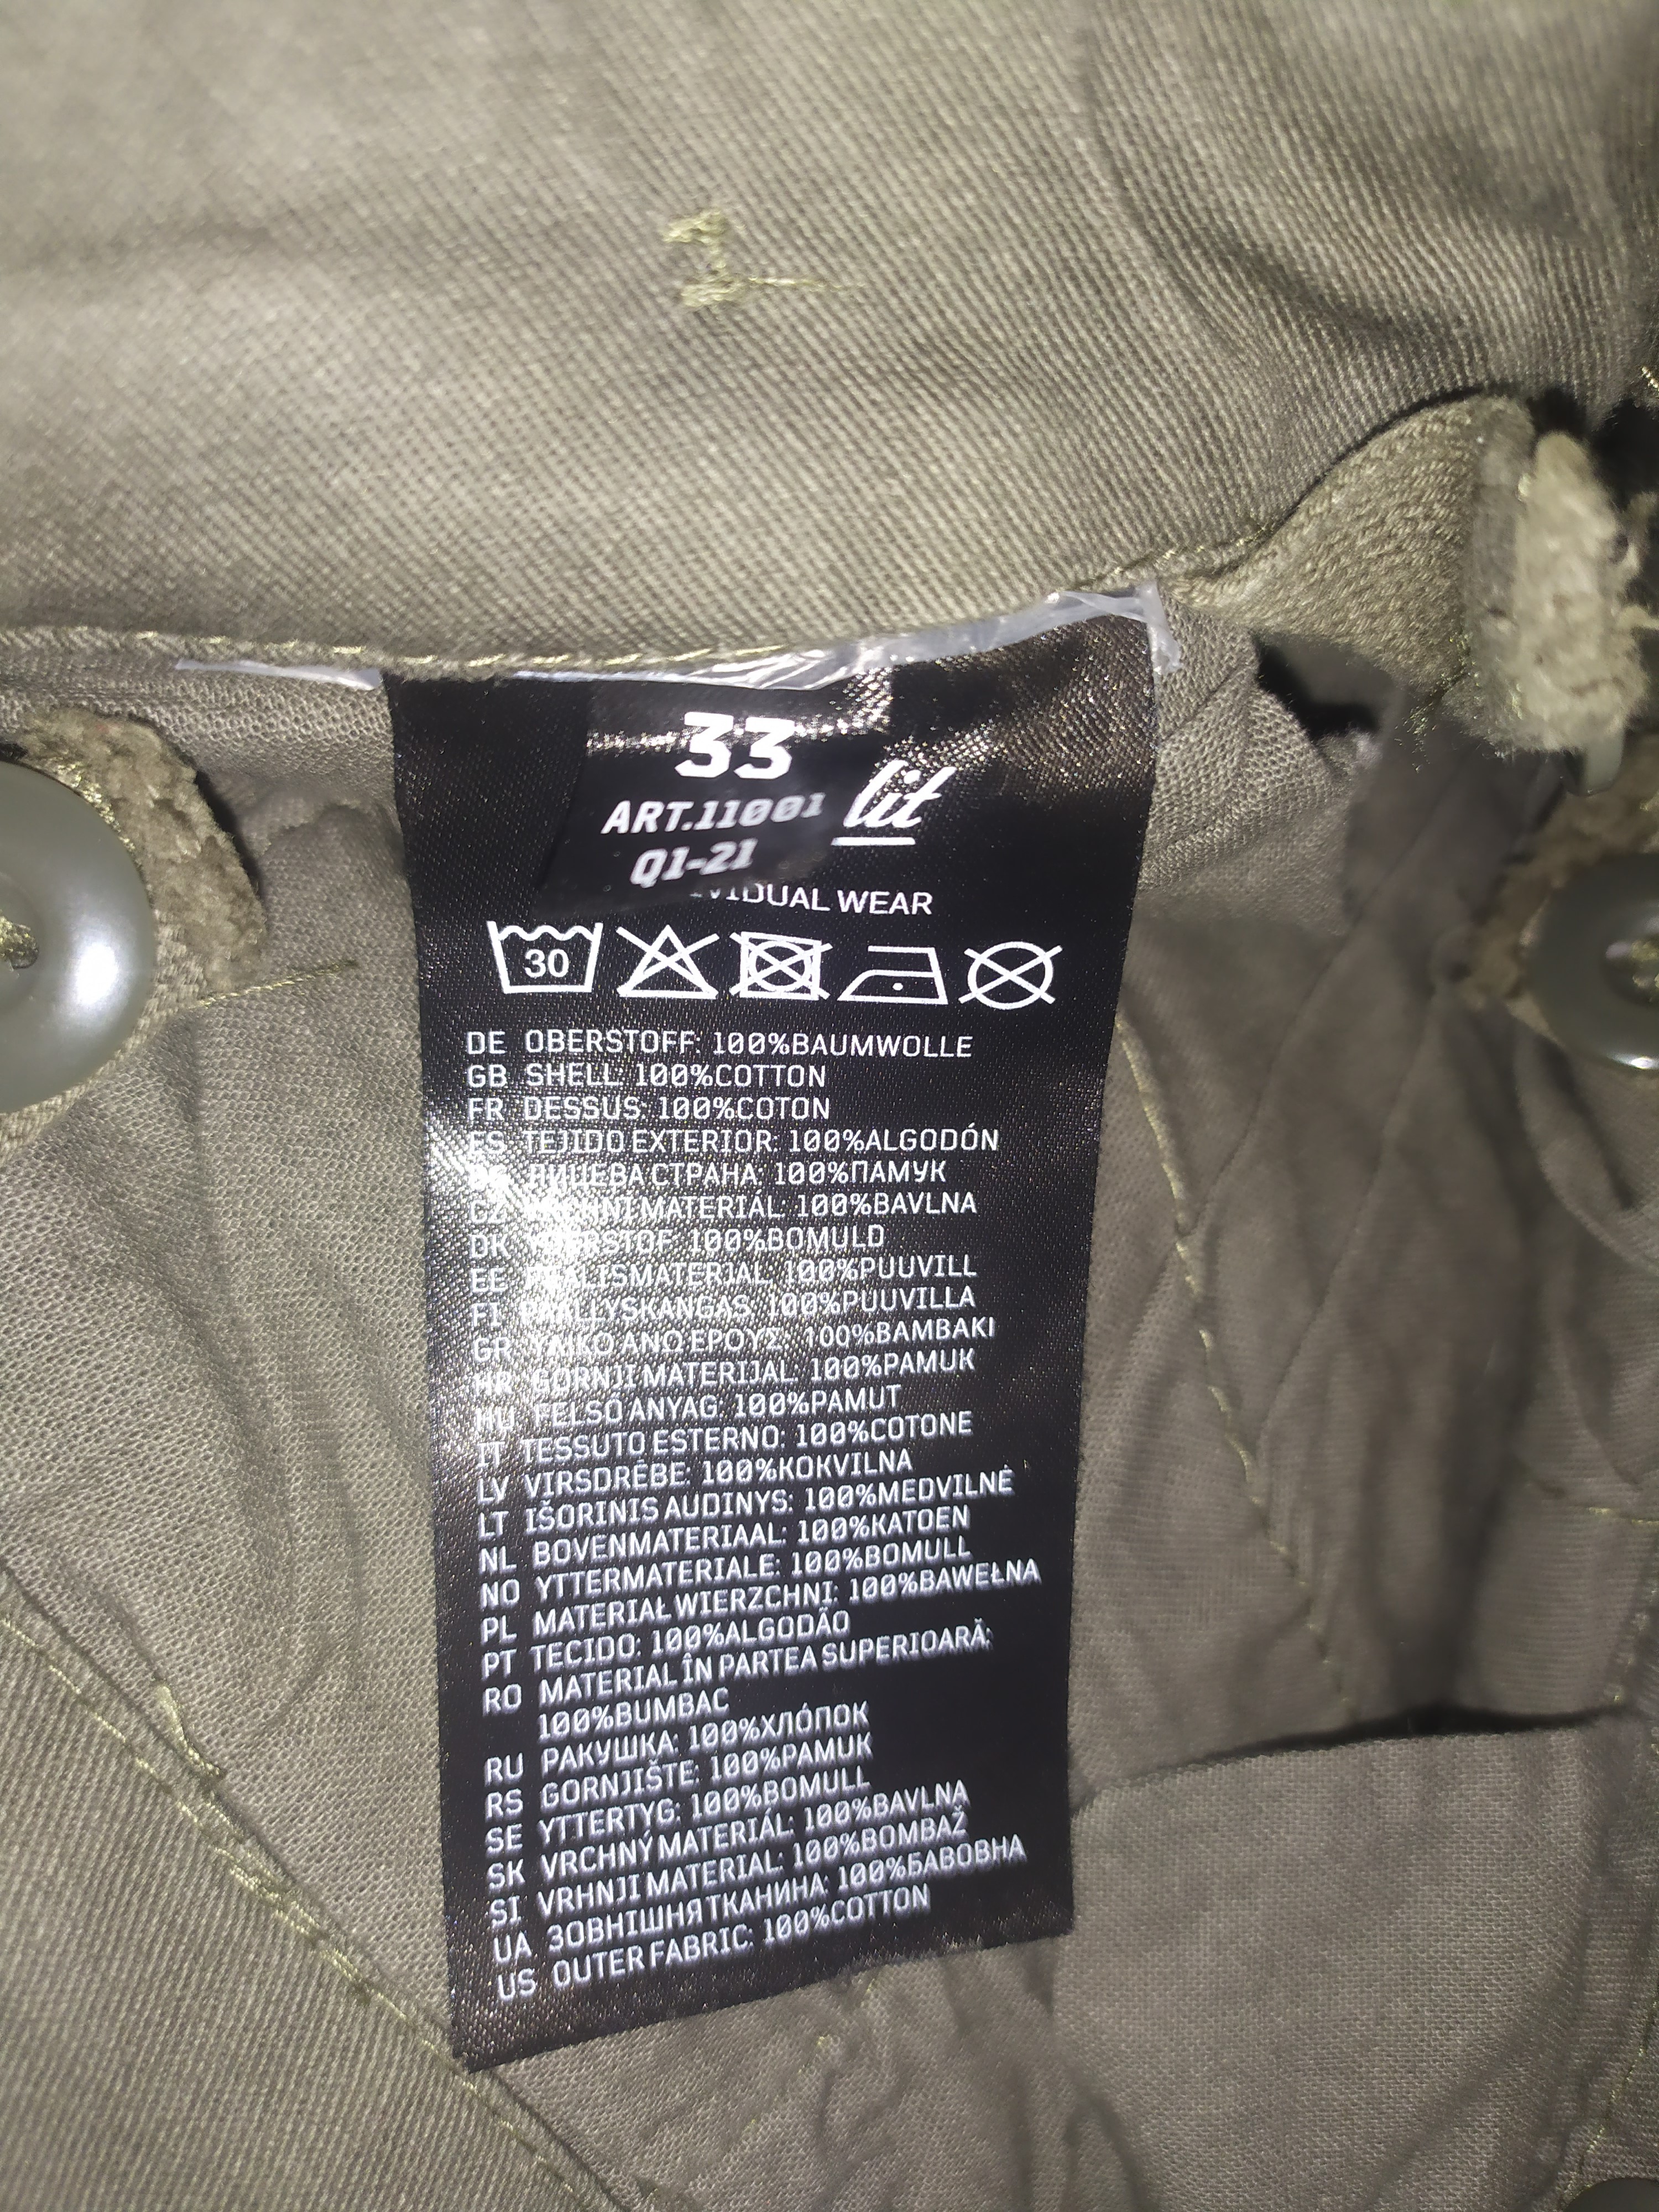 33
ART.11001
Q1-21
lit
WEAR
30
DE OBERSTOFF: 100%BAUMWOLLE
GB SHELL: 100%COTTON
FR DESSUS: 100%COTON
ES TEJIDO EXTERIOR: 100%ALGODÓN
СТРАНА: 100%ПАМУК
CZ MATERIÁL: 100%BAVLNA
DK 100%BOMULD
EE 100%PUUVILL
FI PÄÄLLYSKANGAS: 100%PUUVILLA
GR ΥΛΙΚΟ ΑΠΟ ΕΡΟΥΣ: 100%BAMBAKI
HR GORNJI MATERIJAL: 100%PAMUK
HU FELSO ANYAG: 100%PAMUT
IT TESSUTO ESTERNO: 100%COTONE
LV VIRSDRĒBE: 100%KOKVILNA
LT IŠORINIS AUDINYS: 100%MEDVILNĖ
NL BOVENMATERIAAL: 100%KATOEN
NO YTTERMATERIALE: 100%BOMULL
PL MATERIAŁ WIERZCHNI: 100%BAWEŁNA
PT TECIDO: 100%ALGODÃO
RO MATERIAL ÎN PARTEA SUPERIOARĂ:
100%BUMBAC
RU РАКУШКА: 100%ХЛÓПОК
RS GORNJIŠTE: 100%PAMUK
SE YTTERTYG: 100%BOMULL
SK VRCHNÝ MATERIÁL: 100%BAVLNA
SI VRHNJI MATERIAL: 100%BOMBAŽ
UA ЗОВНІШНЯ ТКАНИНА: 100%БАВОВНА
US OUTER FABRIC: 100%COTTON